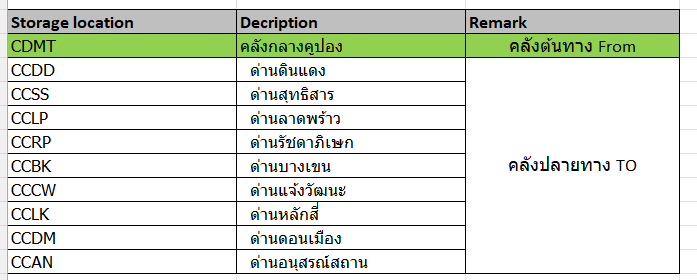 Storage location Decription Remark
CDMT คลังกลางคูปอง คลังต้นทาง From
CCDD ด่านดินแดง
CCSS ด่านสุทธิสาร
CCLP ด่านลาดพร้าว
CCRP ด่านรัชดาภิเษก
CCBK ด่านบางเขน คลังปลายทาง TO
CCCW ด่านแจ้งวัฒนะ
CCLK ด่านหลักสี่
CCDM ด่านดอนเมือง
CCAN ด่านอนุสรณ์สถาน